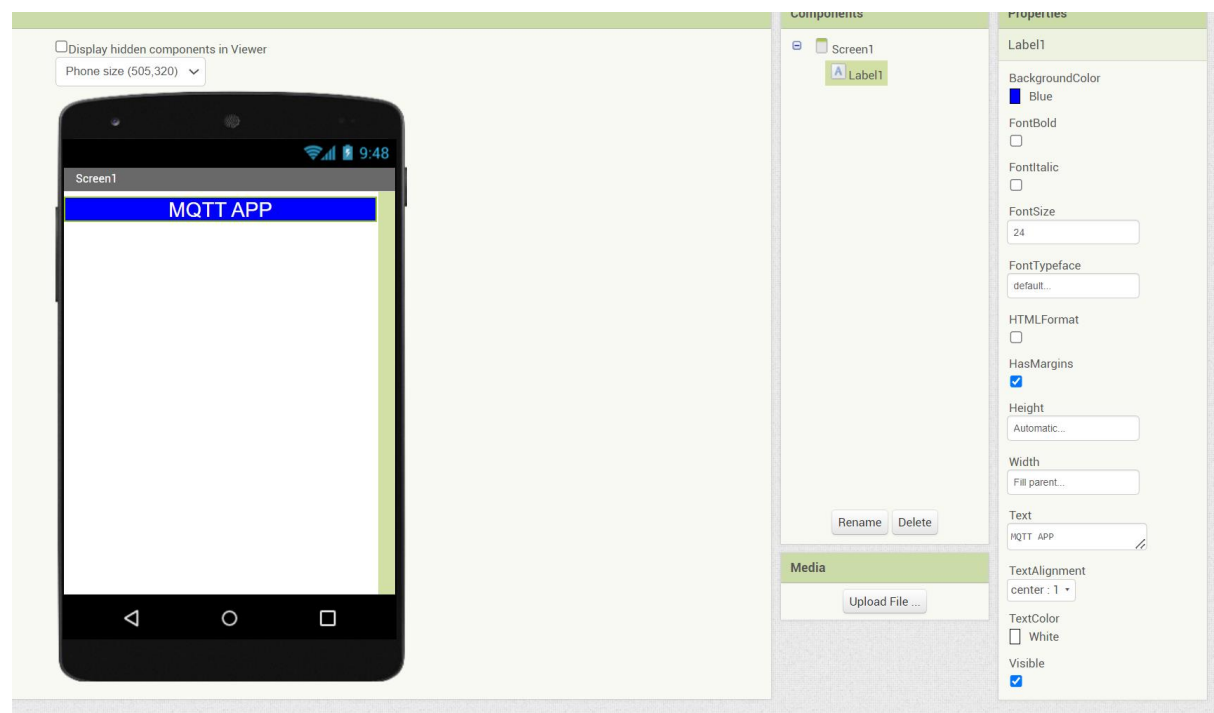 Components
Properties
Display hidden components in Viewer
Phone size (505,320)
9:48
Screen1
MQTT APP
Screen1
A Label1
Rename Delete
Media
Upload File ...
Label1
BackgroundColor
Blue
FontBold
FontItalic
FontSize
24
FontTypeface
default...
HTMLFormat
HasMargins
Height
Automatic...
Width
Fill parent...
Text
MQTT APP
TextAlignment
center : 1
TextColor
White
Visible